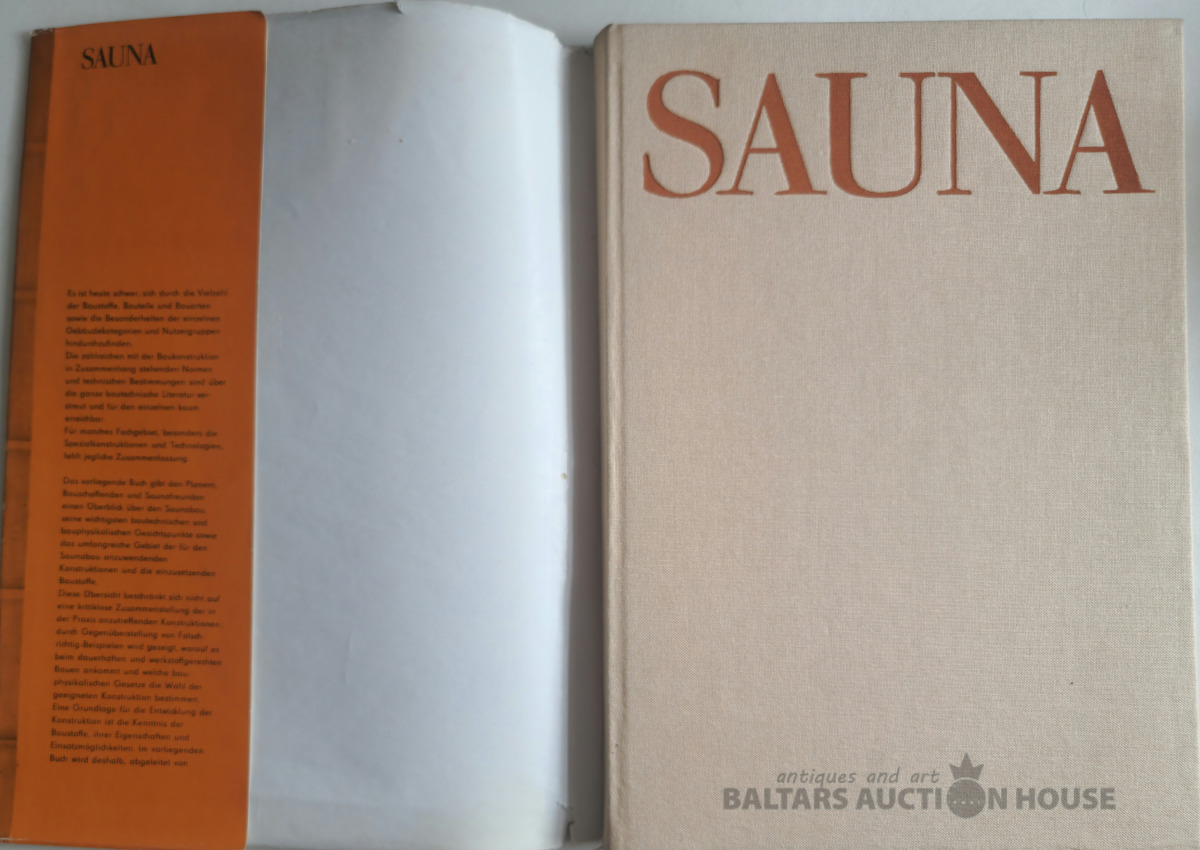 SAUNA
Es ist heute schwer, sich durch die Vielzahl
der Baustoffe, Bauteile und Bauarten
sowie die Besonderheiten der einzelnen
Gebäudekategorien und Nutzergruppen
hindurchzufinden.
Die zahlreichen mit der Baukonstruktion
in Zusammenhang stehenden Normen
und technischen Bestimmungen sind über
die ganze bautechnische Literatur ver-
streut und für den einzelnen kaum
erreichbar.
Für manches Fachgebiet, besonders die
Spezialkonstruktionen und Technologien,
fehlt jegliche Zusammenfassung.
Das vorliegende Buch gibt den Planern,
Bauschaffenden und Saunafreunden
einen Überblick über den Saunabau,
seine wichtigsten bautechnischen und
bauphysikalischen Gesichtspunkte sowie
das umfangreiche Gebiet der für den
Saunabau anzuwendenden
Konstruktionen und die einzusetzenden
Baustoffe.
Diese Übersicht beschränkt sich nicht auf
eine kritiklose Zusammenstellung der in
der Praxis anzutreffenden Konstruktionen;
durch Gegenüberstellung von Falsch-
richtig-Beispielen wird gezeigt, worauf es
beim dauerhaften und werkstoffgerechten
Bauen ankommt und welche bau-
physikalischen Gesetze die Wahl der
geeigneten Konstruktion bestimmen.
Eine Grundlage für die Entwicklung der
Konstruktion ist die Kenntnis der
Baustoffe, ihrer Eigenschaften und
Einsatzmöglichkeiten. Im vorliegenden
Buch wird deshalb, abgeleitet von
SAUNA
antiques and art
BALTARS AUCTION HOUSE